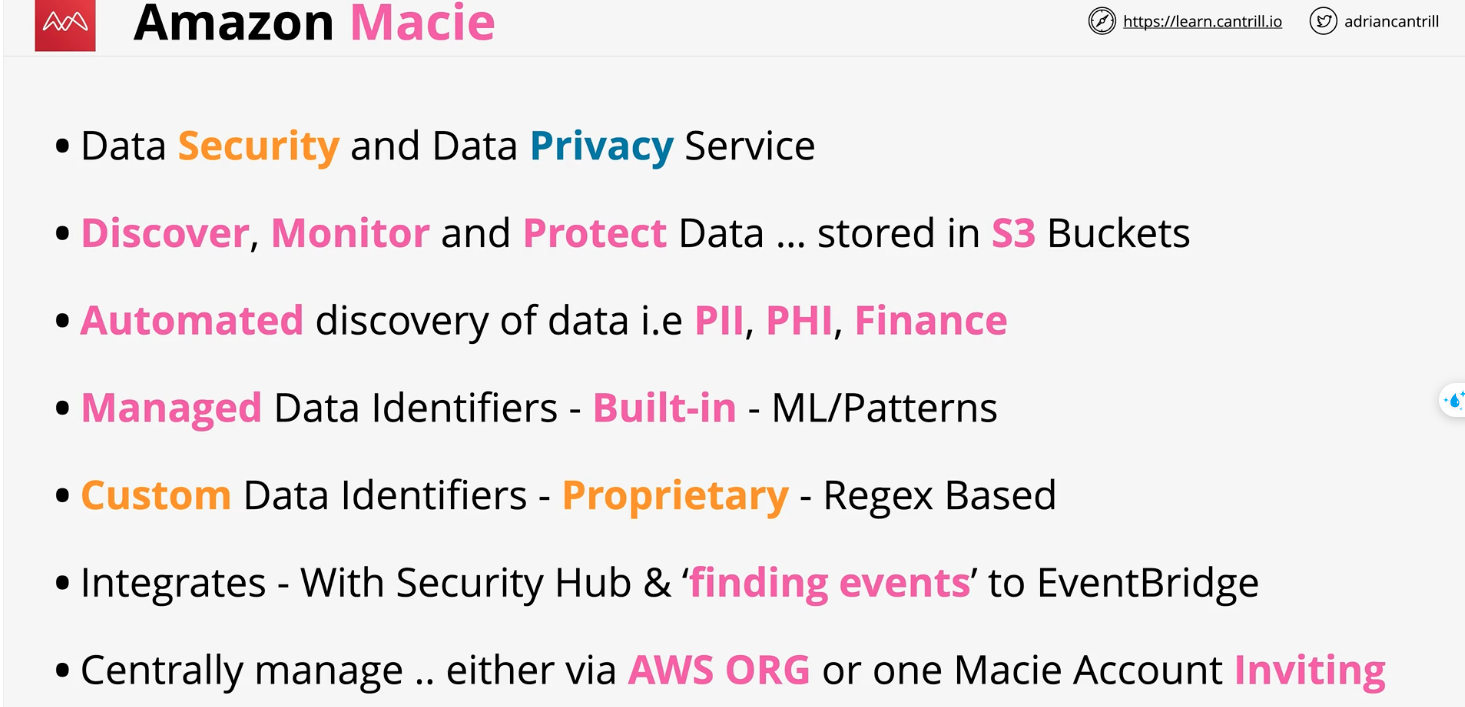 Amazon Macie
https://learn.cantrill.io
adriancantrill
• Data Security and Data Privacy Service
• Discover, Monitor and Protect Data ... stored in S3 Buckets
• Automated discovery of data i.e PII, PHI, Finance
• Managed Data Identifiers - Built-in - ML/Patterns
• Custom Data Identifiers - Proprietary - Regex Based
• Integrates - With Security Hub & ‘finding events’ to EventBridge
• Centrally manage .. either via AWS ORG or one Macie Account Inviting